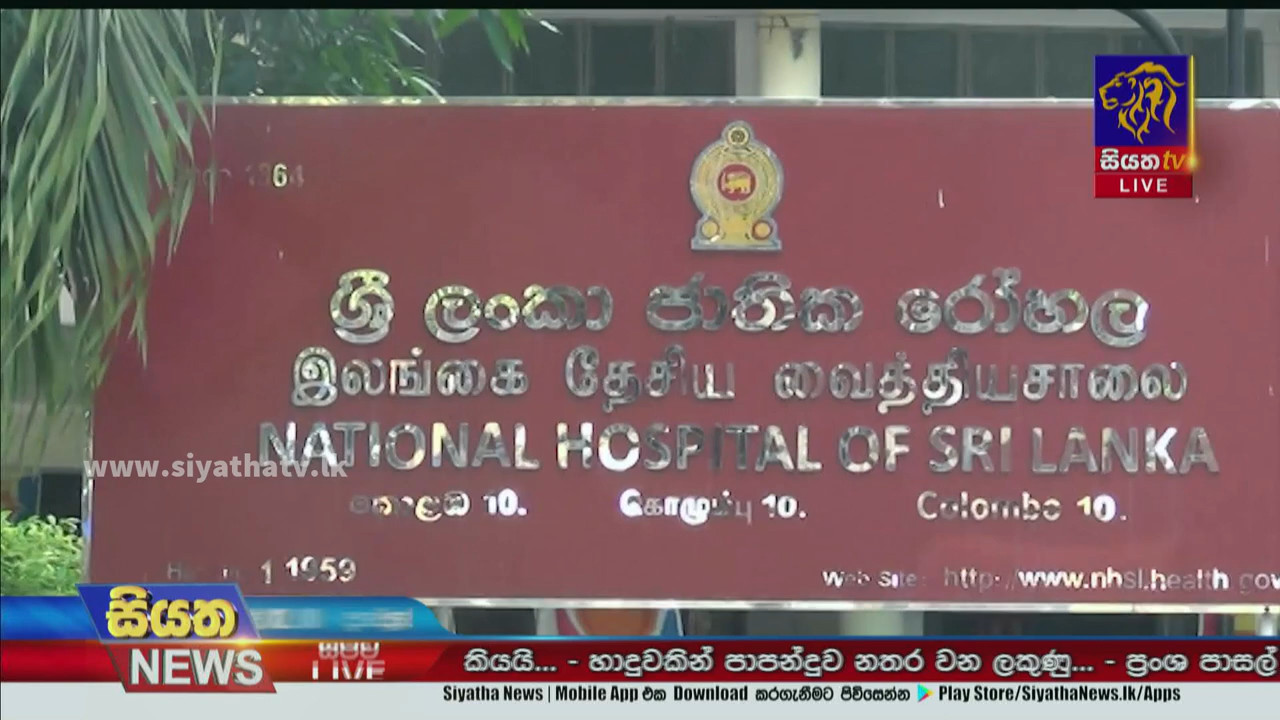 සියත tv
LIVE
1864
ශ්‍රී ලංකා ජාතික රෝහල
இலங்கை தேசிய வைத்தியசாலை
NATIONAL HOSPITAL OF SRI LANKA
www.siyathatv.lk
කොළඹ 10. கொழும்பு 10. Colombo 10.
1959
Web Site: http://www.nhsl.health.gov
සියත
NEWS
LIVE
කියයි... - හාදුවකින් පාපන්දුව නතර වන ලකුණු... - ප්‍රංශ පාසල්
Siyatha News | Mobile App එක Download කරගැනීමට පිවිසෙන්න Play Store/SiyathaNews.lk/Apps